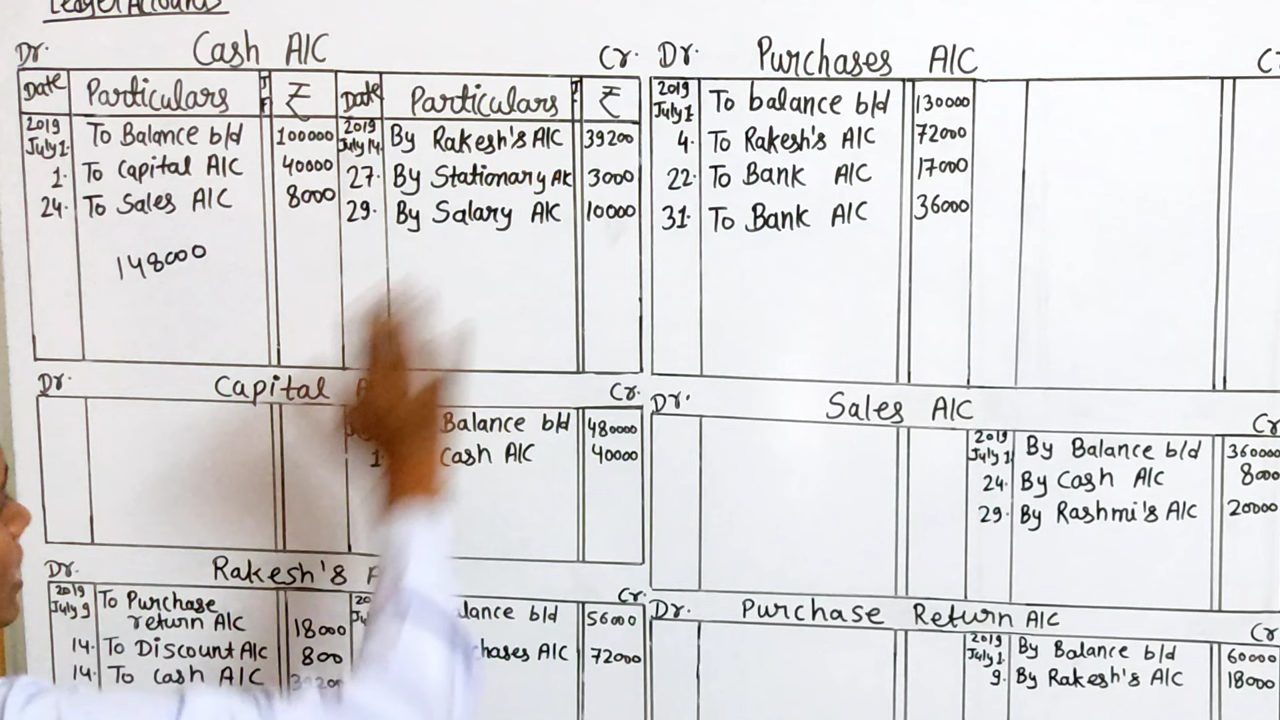 Ledger Accounts
Dr. Cash A/C Cr.
Date Particulars JF ₹ Date Particulars JF ₹
2019 July 1. To Balance b/d 100000 2019 July 14. By Rakesh's A/C 39200
1. To Capital A/C 40000 27. By Stationary A/c 3000
24. To Sales A/C 8000 29. By Salary A/c 10000
148000
Dr. Purchases A/C
2019 July 1 To balance b/d 130000
4. To Rakesh's A/C 72000
22. To Bank A/C 17000
31. To Bank A/C 36000
Dr. Capital Cr.
Balance b/d 480000
1. Cash A/C 40000
Dr. Sales A/C Cr
2019 July 1 By Balance b/d 360000
24. By Cash A/C 8000
29. By Rashmi's A/C 20000
Dr. Rakesh's Cr.
2019 July 9 To Purchase
return A/C 18000 b/d 56000
14. To Discount A/c 800 A/C 72000
14. To Cash A/C 39200
Dr. Purchase Return A/C Cr
2019 July 1. By Balance b/d 60000
9. By Rakesh's A/C 18000